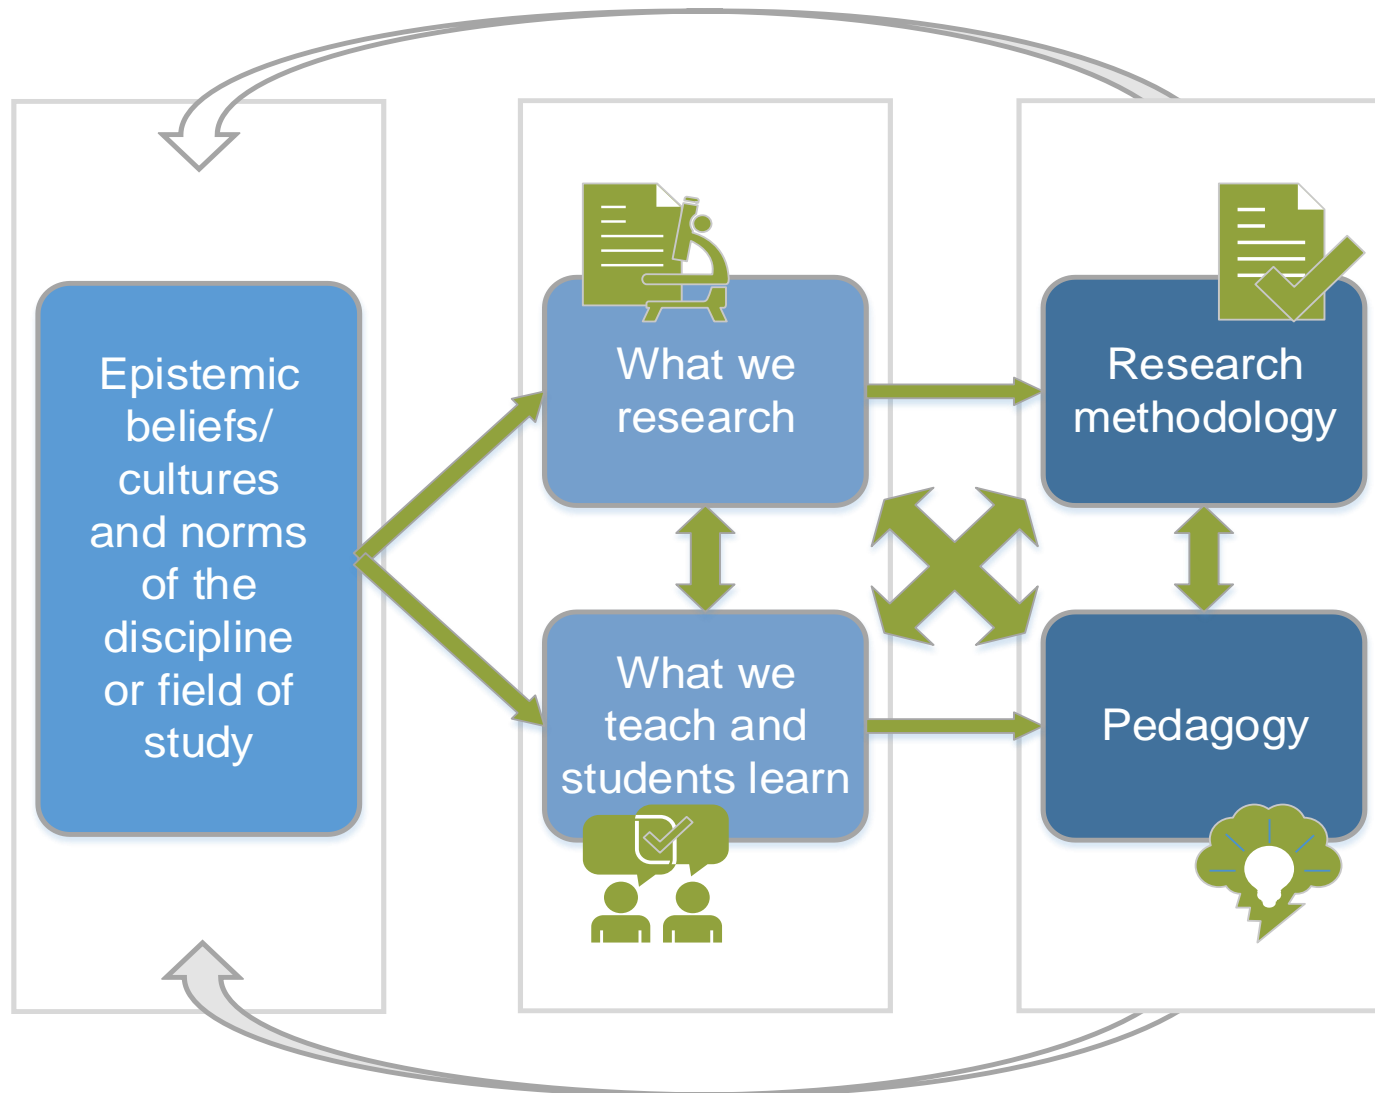 Epistemic
beliefs/
cultures
and norms
of the
discipline
or field of
study
What we
research
What we
teach and
students learn
Research
methodology
Pedagogy